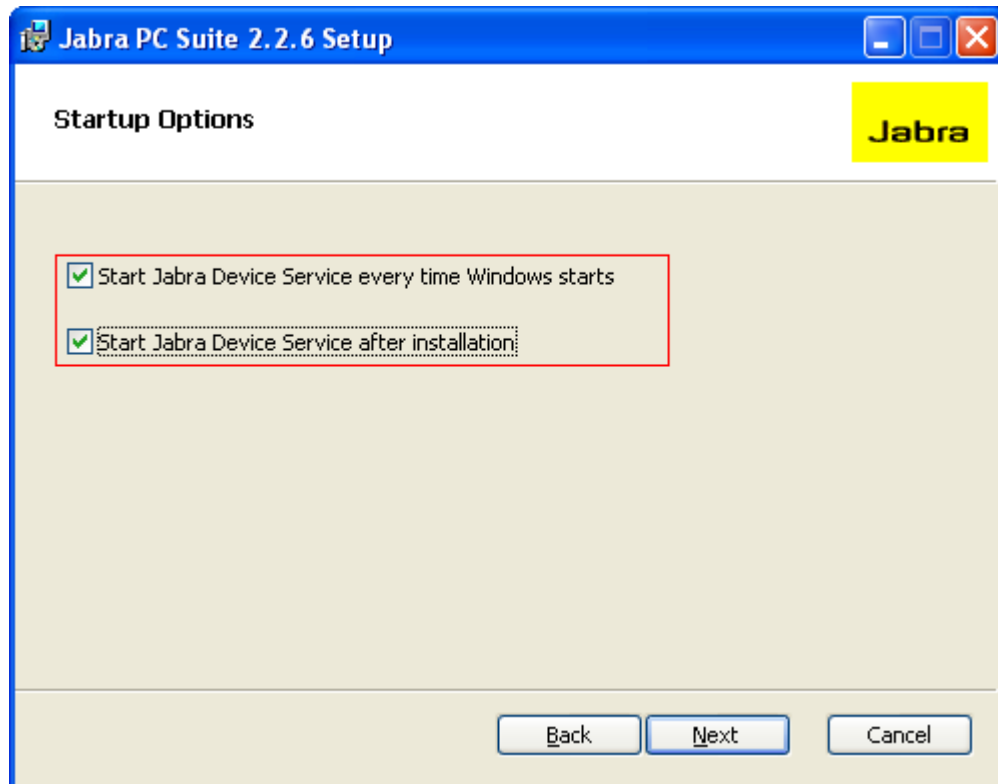 Jabra PC Suite 2.2.6 Setup
Startup Options
Jabra
Start Jabra Device Service every time Windows starts
Start Jabra Device Service after installation
Back Next Cancel